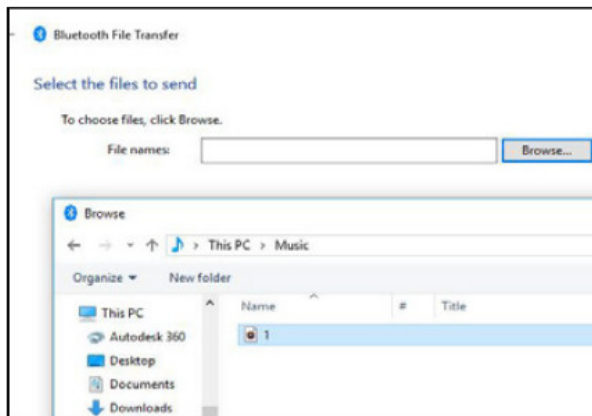 Bluetooth File Transfer
Select the files to send
To choose files, click Browse.
File names: Browse...
Browse
This PC > Music
Organize New folder
Name # Title
This PC
1
Autodesk 360
Desktop
Documents
Downloads